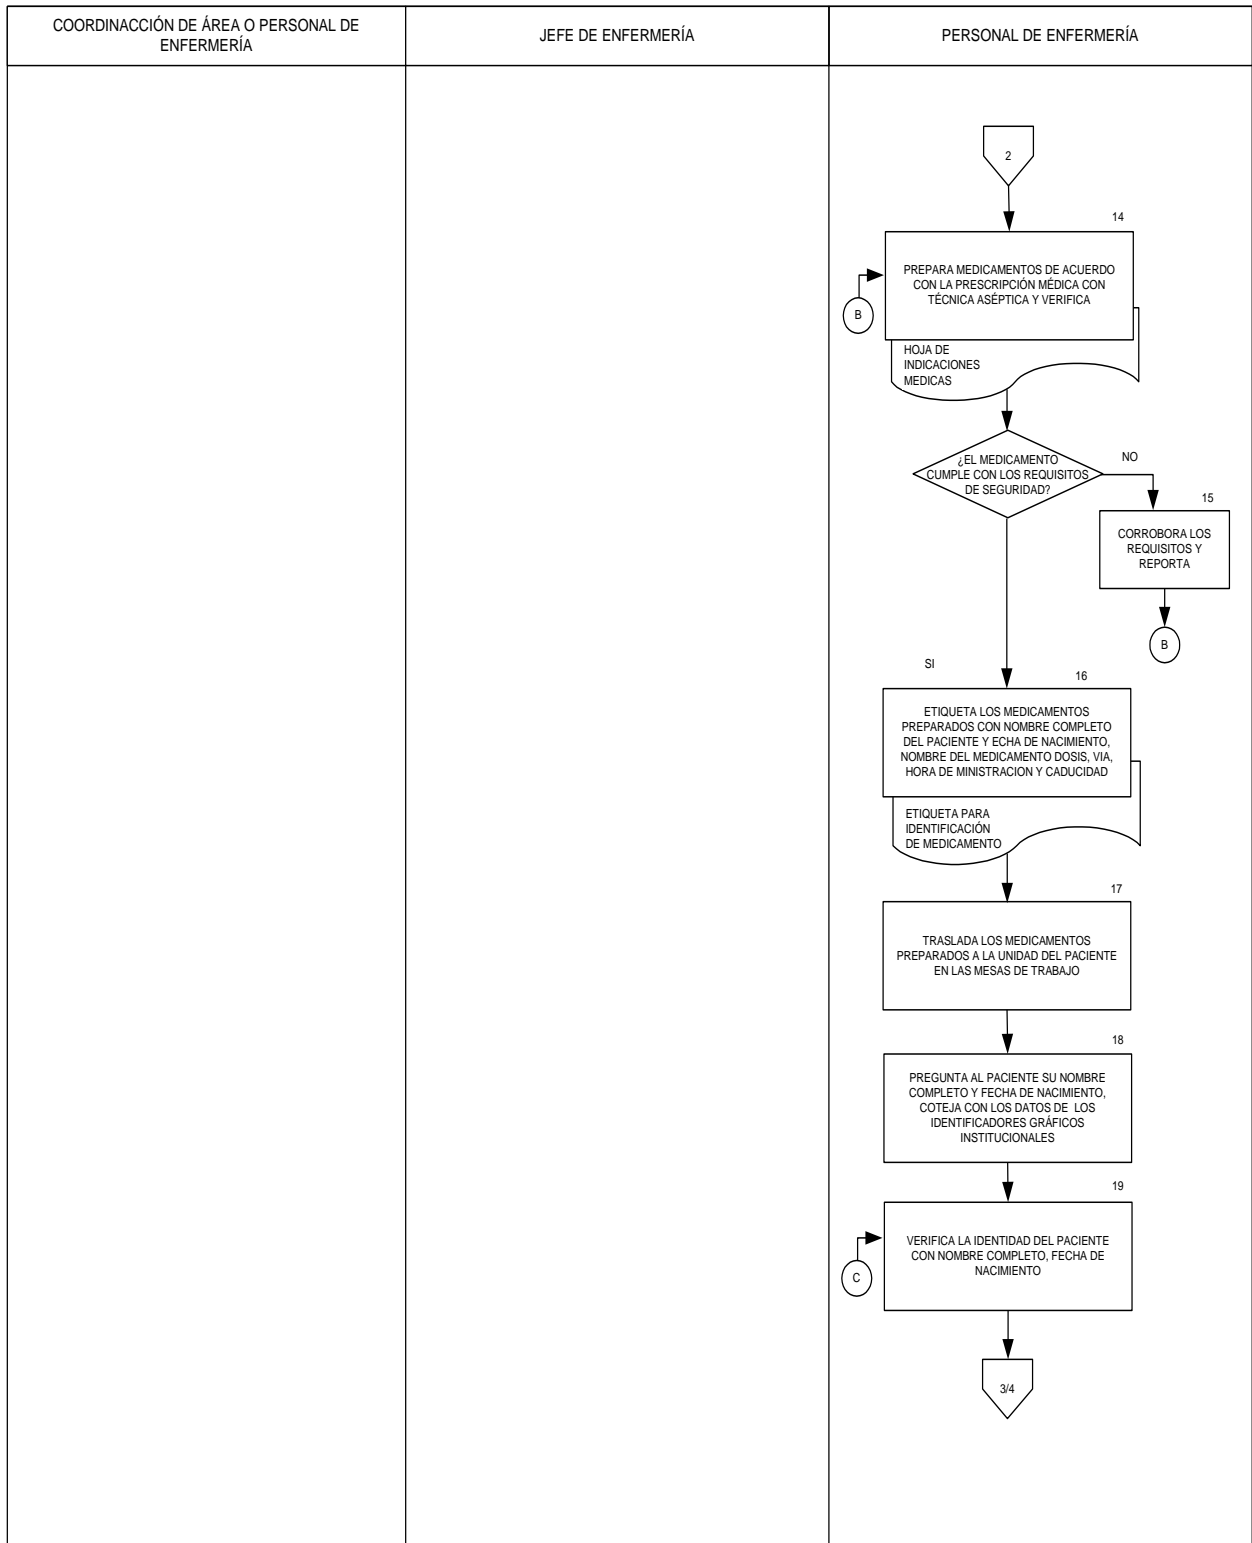 COORDINACCIÓN DE ÁREA O PERSONAL DE
ENFERMERÍA
JEFE DE ENFERMERÍA
PERSONAL DE ENFERMERÍA
2
14
PREPARA MEDICAMENTOS DE ACUERDO
CON LA PRESCRIPCIÓN MÉDICA CON
TÉCNICA ASÉPTICA Y VERIFICA
B
HOJA DE
INDICACIONES
MEDICAS
¿EL MEDICAMENTO
CUMPLE CON LOS REQUISITOS
DE SEGURIDAD?
NO
15
CORROBORA LOS
REQUISITOS Y
REPORTA
B
SI
16
ETIQUETA LOS MEDICAMENTOS
PREPARADOS CON NOMBRE COMPLETO
DEL PACIENTE Y ECHA DE NACIMIENTO,
NOMBRE DEL MEDICAMENTO DOSIS, VIA,
HORA DE MINISTRACION Y CADUCIDAD
ETIQUETA PARA
IDENTIFICACIÓN
DE MEDICAMENTO
17
TRASLADA LOS MEDICAMENTOS
PREPARADOS A LA UNIDAD DEL PACIENTE
EN LAS MESAS DE TRABAJO
18
PREGUNTA AL PACIENTE SU NOMBRE
COMPLETO Y FECHA DE NACIMIENTO,
COTEJA CON LOS DATOS DE LOS
IDENTIFICADORES GRÁFICOS
INSTITUCIONALES
19
VERIFICA LA IDENTIDAD DEL PACIENTE
CON NOMBRE COMPLETO, FECHA DE
NACIMIENTO
C
3/4